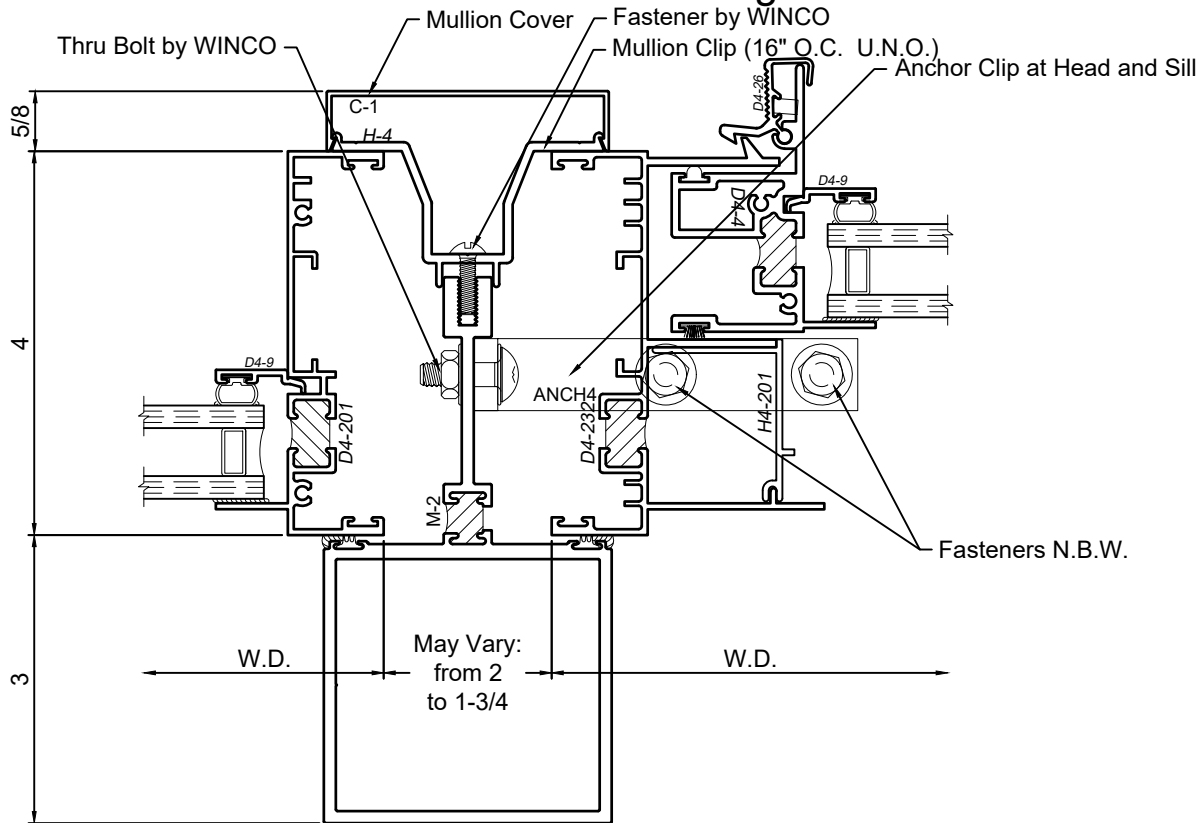 Mullion Cover
Fastener by WINCO
Thru Bolt by WINCO
Mullion Clip (16" O.C. U.N.O.)
Anchor Clip at Head and Sill
5/8
C-1
H-4
D4-26
D4-4
D4-9
4
D4-9
ANCH4
D4-201
D4-232
H4-201
M-2
Fasteners N.B.W.
3
W.D.
May Vary:
from 2
to 1-3/4
W.D.